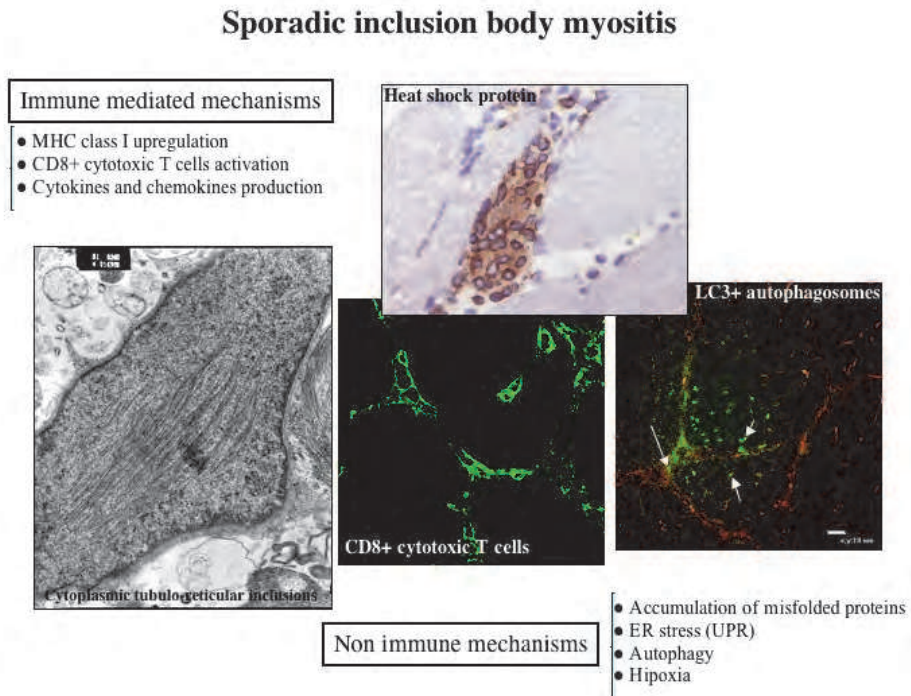 Sporadic inclusion body myositis
Immune mediated mechanisms
● MHC class I upregulation
● CD8+ cytotoxic T cells activation
● Cytokines and chemokines production
Heat shock protein
LC3+ autophagosomes
CD8+ cytotoxic T cells
Cytoplasmic tubulo-reticular inclusions
Non immune mechanisms
● Accumulation of misfolded proteins
● ER stress (UPR)
● Autophagy
● Hipoxia